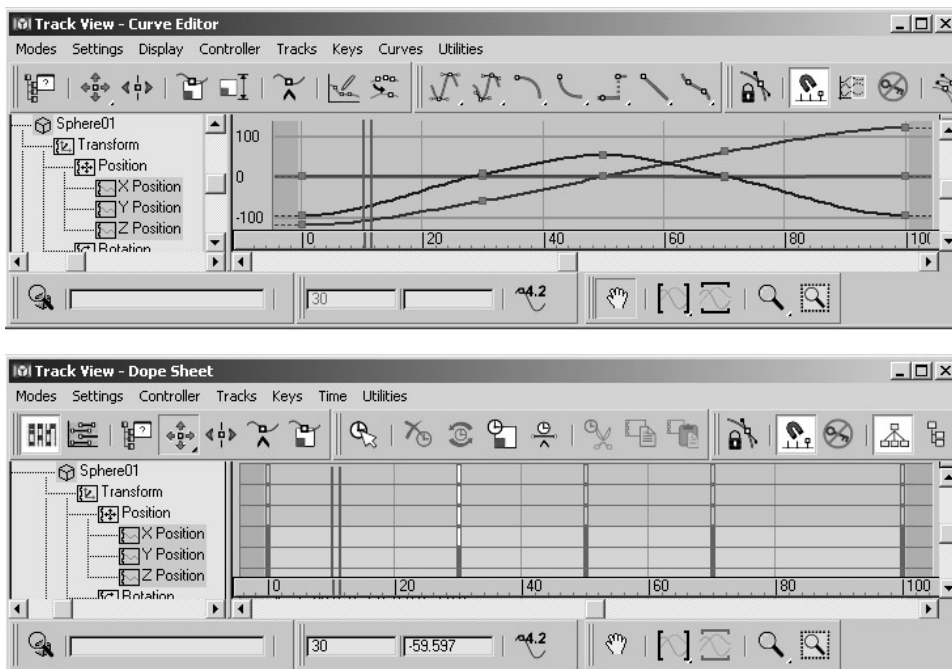 Track View - Curve Editor
Modes Settings Display Controller Tracks Keys Curves Utilities
Sphere01
Transform
Position
X Position
Y Position
Z Position
Rotation
100
0
-100
0 20 40 60 80 100
30
4.2
Track View - Dope Sheet
Modes Settings Controller Tracks Keys Time Utilities
Sphere01
Transform
Position
X Position
Y Position
Z Position
Rotation
0 20 40 60 80 100
30 -59.597 4.2